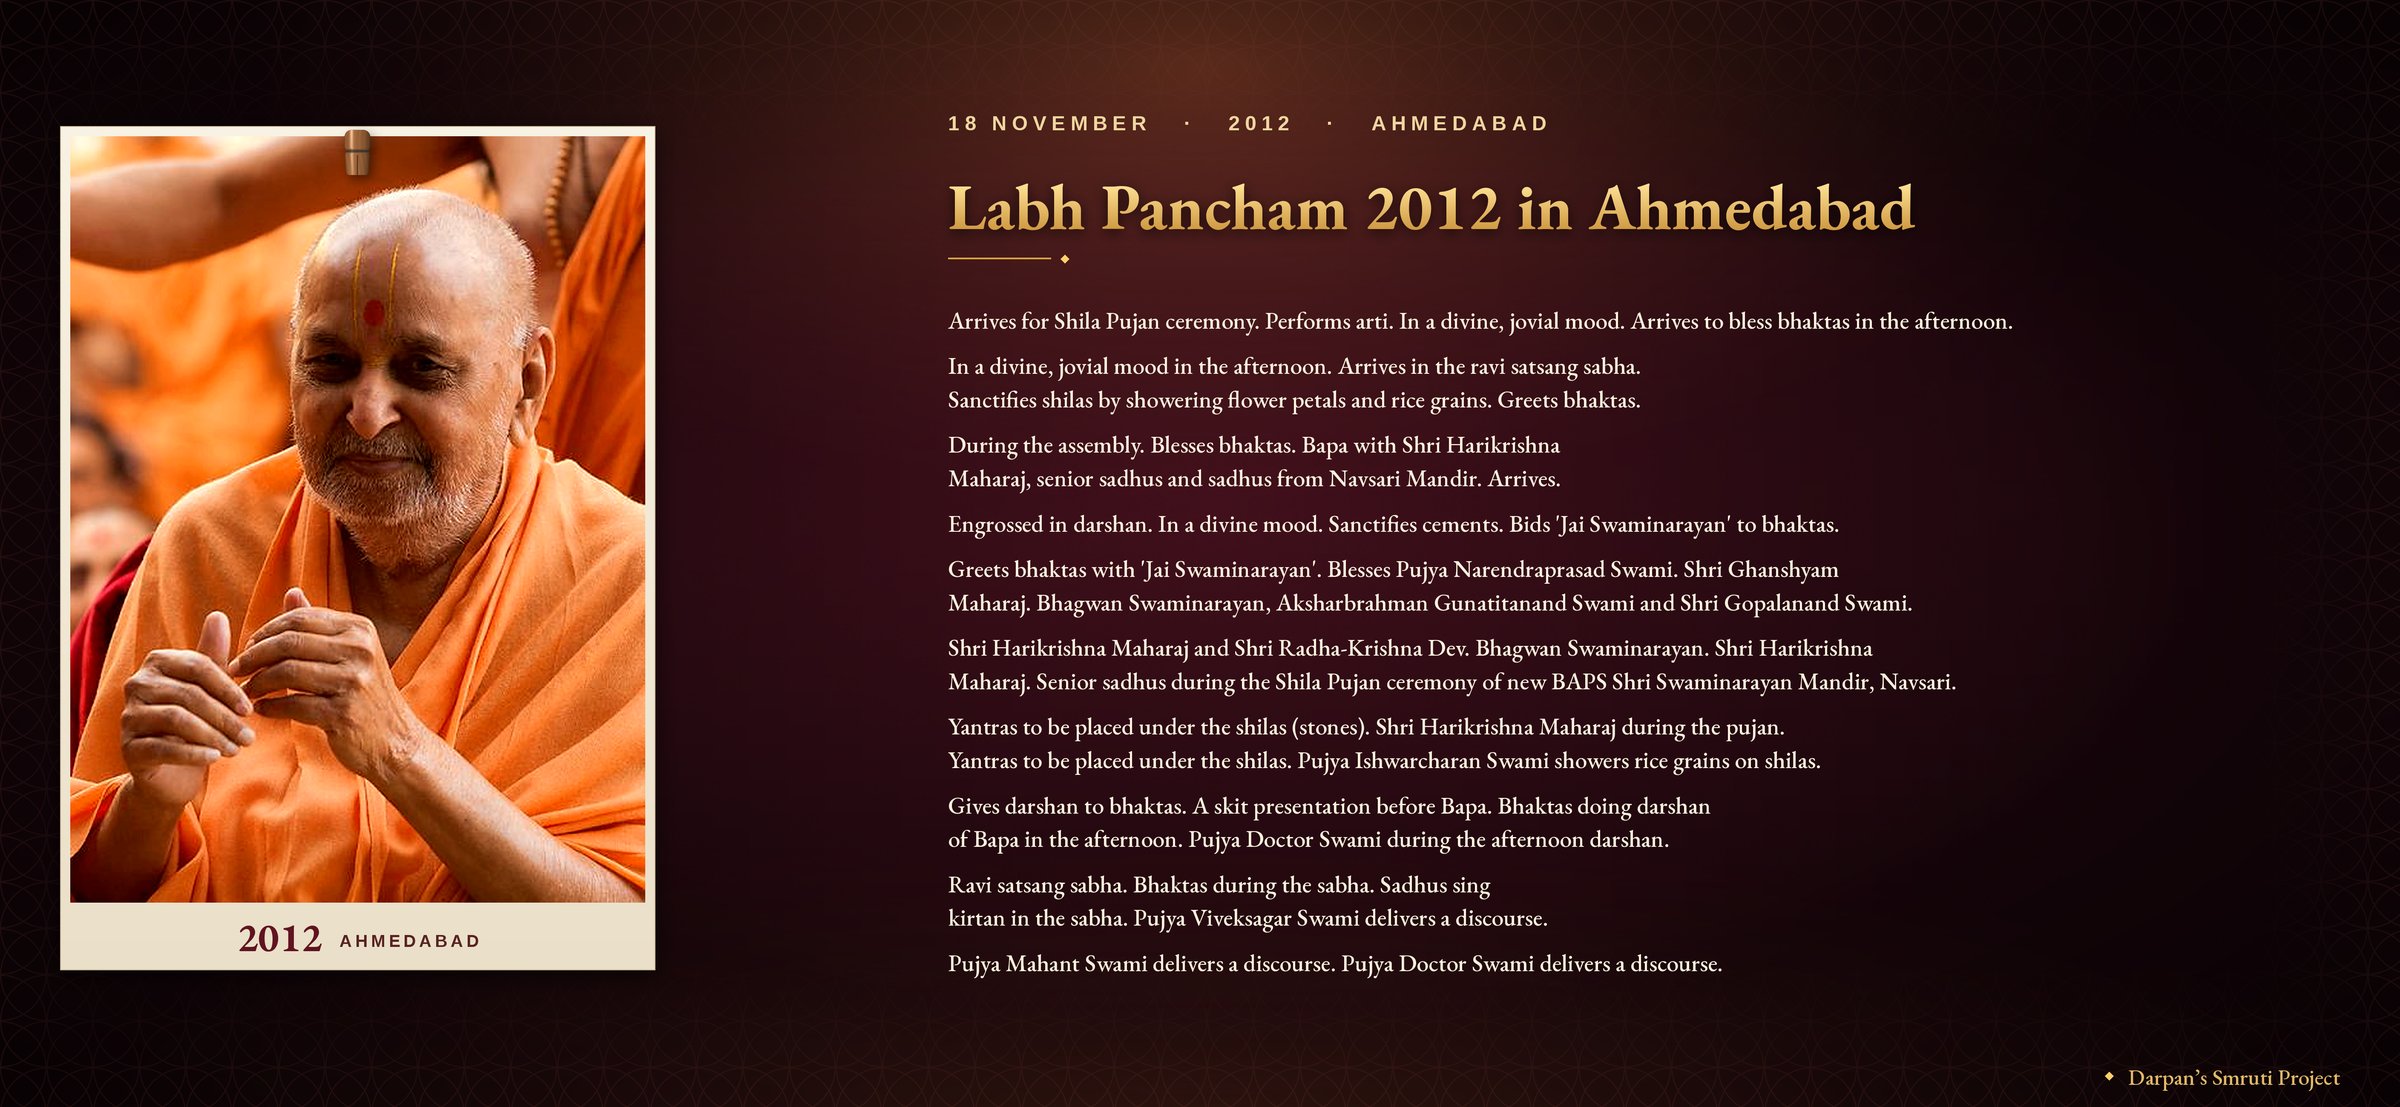 18 NOVEMBER · 2012 · AHMEDABAD
Labh Pancham 2012 in Ahmedabad
Arrives for Shila Pujan ceremony. Performs arti. In a divine, jovial mood. Arrives to bless bhaktas in the afternoon.
In a divine, jovial mood in the afternoon. Arrives in the ravi satsang sabha.
Sanctifies shilas by showering flower petals and rice grains. Greets bhaktas.
During the assembly. Blesses bhaktas. Bapa with Shri Harikrishna
Maharaj, senior sadhus and sadhus from Navsari Mandir. Arrives.
Engrossed in darshan. In a divine mood. Sanctifies cements. Bids 'Jai Swaminarayan' to bhaktas.
Greets bhaktas with 'Jai Swaminarayan'. Blesses Pujya Narendraprasad Swami. Shri Ghanshyam
Maharaj. Bhagwan Swaminarayan, Aksharbrahman Gunatitanand Swami and Shri Gopalanand Swami.
Shri Harikrishna Maharaj and Shri Radha-Krishna Dev. Bhagwan Swaminarayan. Shri Harikrishna
Maharaj. Senior sadhus during the Shila Pujan ceremony of new BAPS Shri Swaminarayan Mandir, Navsari.
Yantras to be placed under the shilas (stones). Shri Harikrishna Maharaj during the pujan.
Yantras to be placed under the shilas. Pujya Ishwarcharan Swami showers rice grains on shilas.
Gives darshan to bhaktas. A skit presentation before Bapa. Bhaktas doing darshan
of Bapa in the afternoon. Pujya Doctor Swami during the afternoon darshan.
Ravi satsang sabha. Bhaktas during the sabha. Sadhus sing
kirtan in the sabha. Pujya Viveksagar Swami delivers a discourse.
Pujya Mahant Swami delivers a discourse. Pujya Doctor Swami delivers a discourse.
2012 AHMEDABAD
Darpan’s Smruti Project